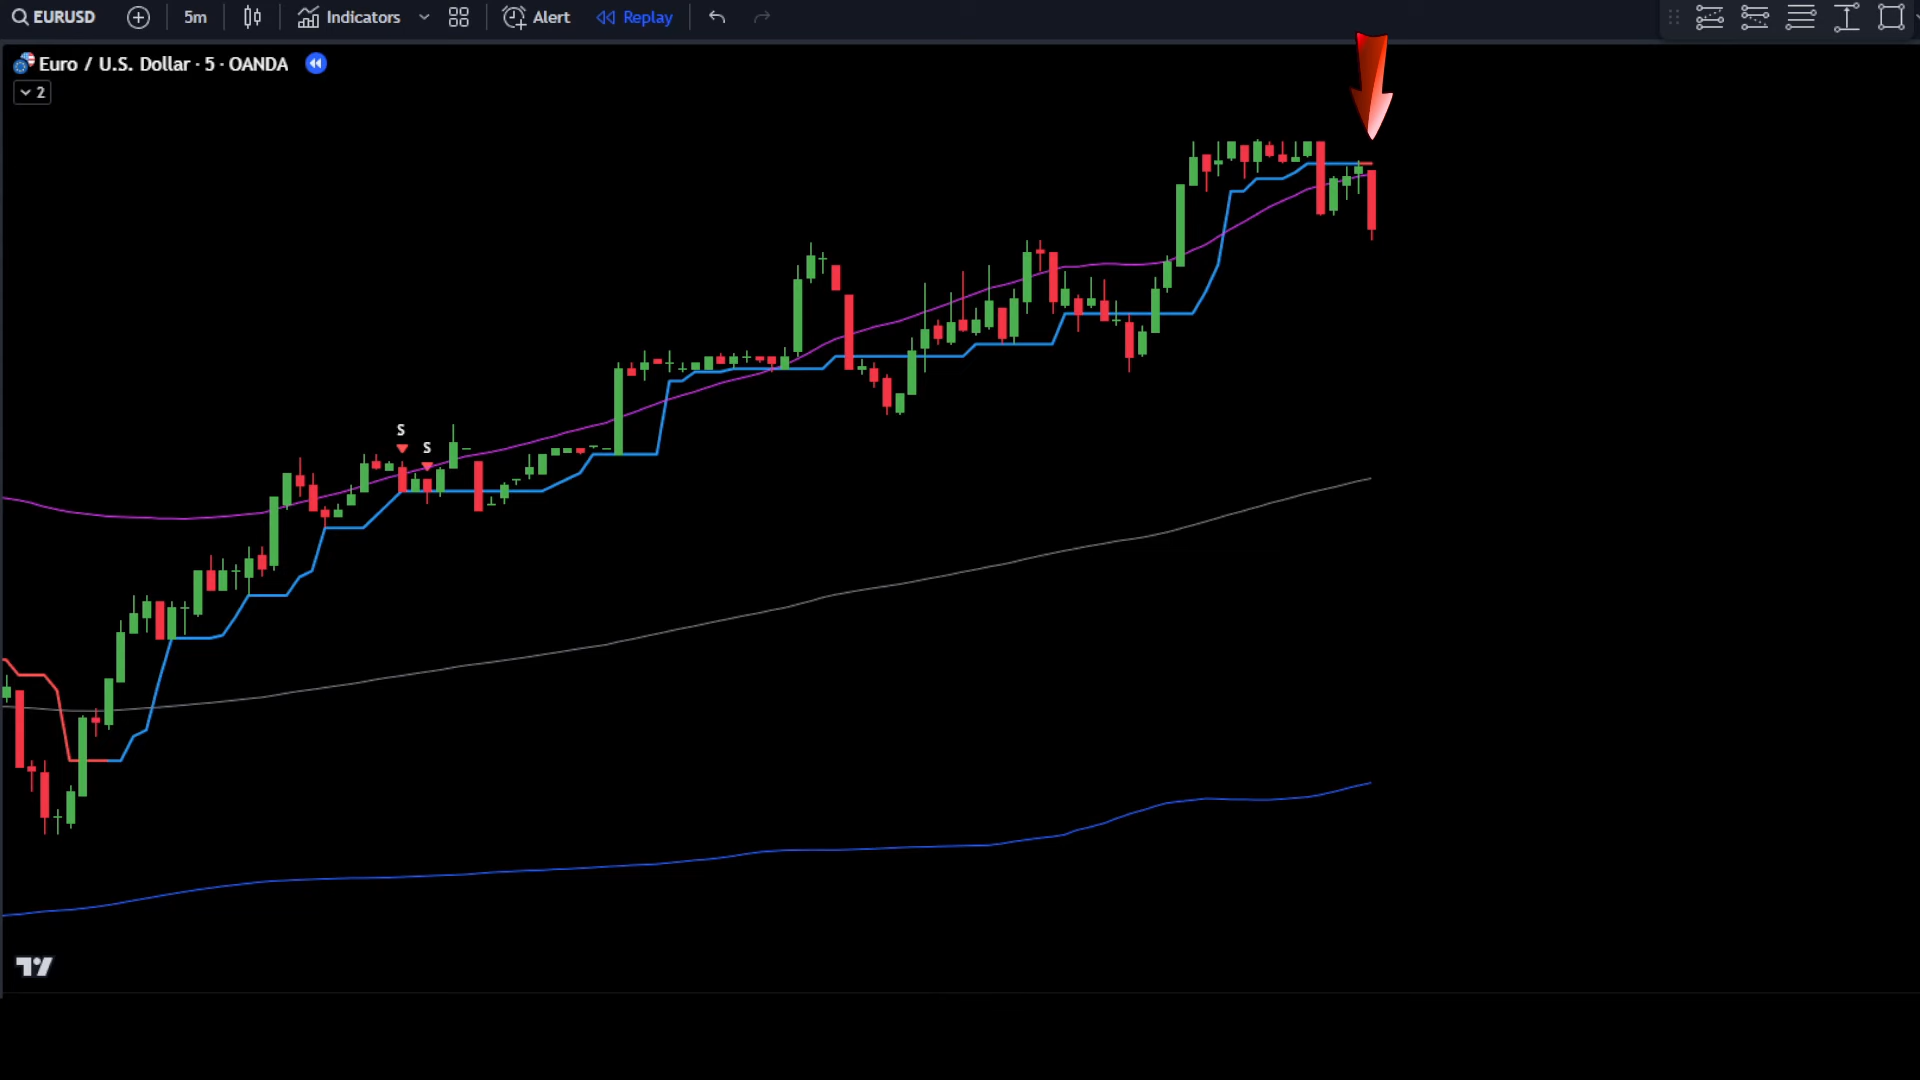 EURUSD 5m Indicators Alert Replay
Euro / U.S. Dollar · 5 · OANDA
2
S
S